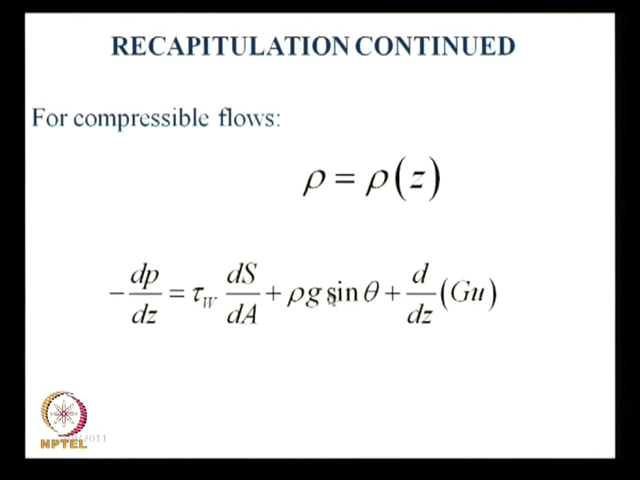 RECAPITULATION CONTINUED
For compressible flows:
ρ = ρ(z)
-dp/dz = τ_W dS/dA + ρg sin θ + d/dz (Gu)
2011
NPTEL